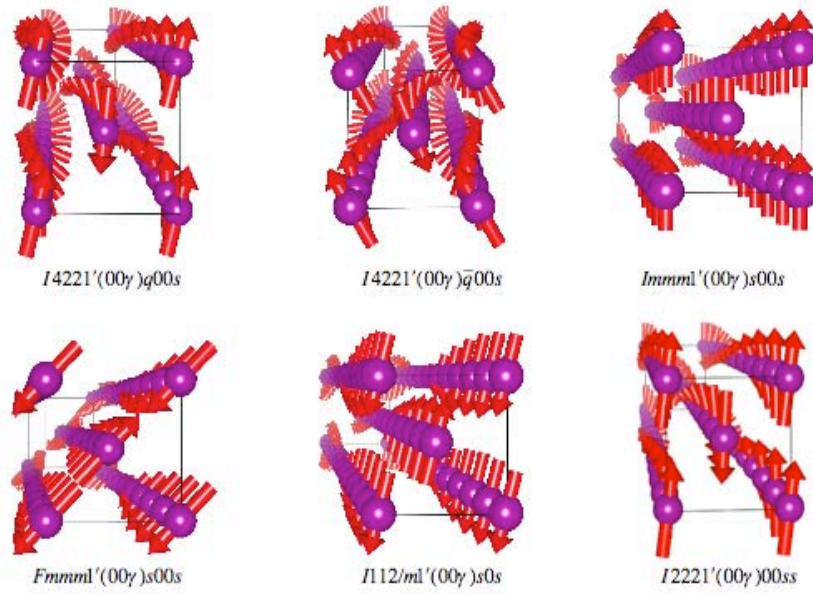 I4221′(00γ)q00s
I4221′(00γ)q̅00s
Immm1′(00γ)s00s
Fmmm1′(00γ)s00s
I112/m1′(00γ)s0s
I2221′(00γ)00ss